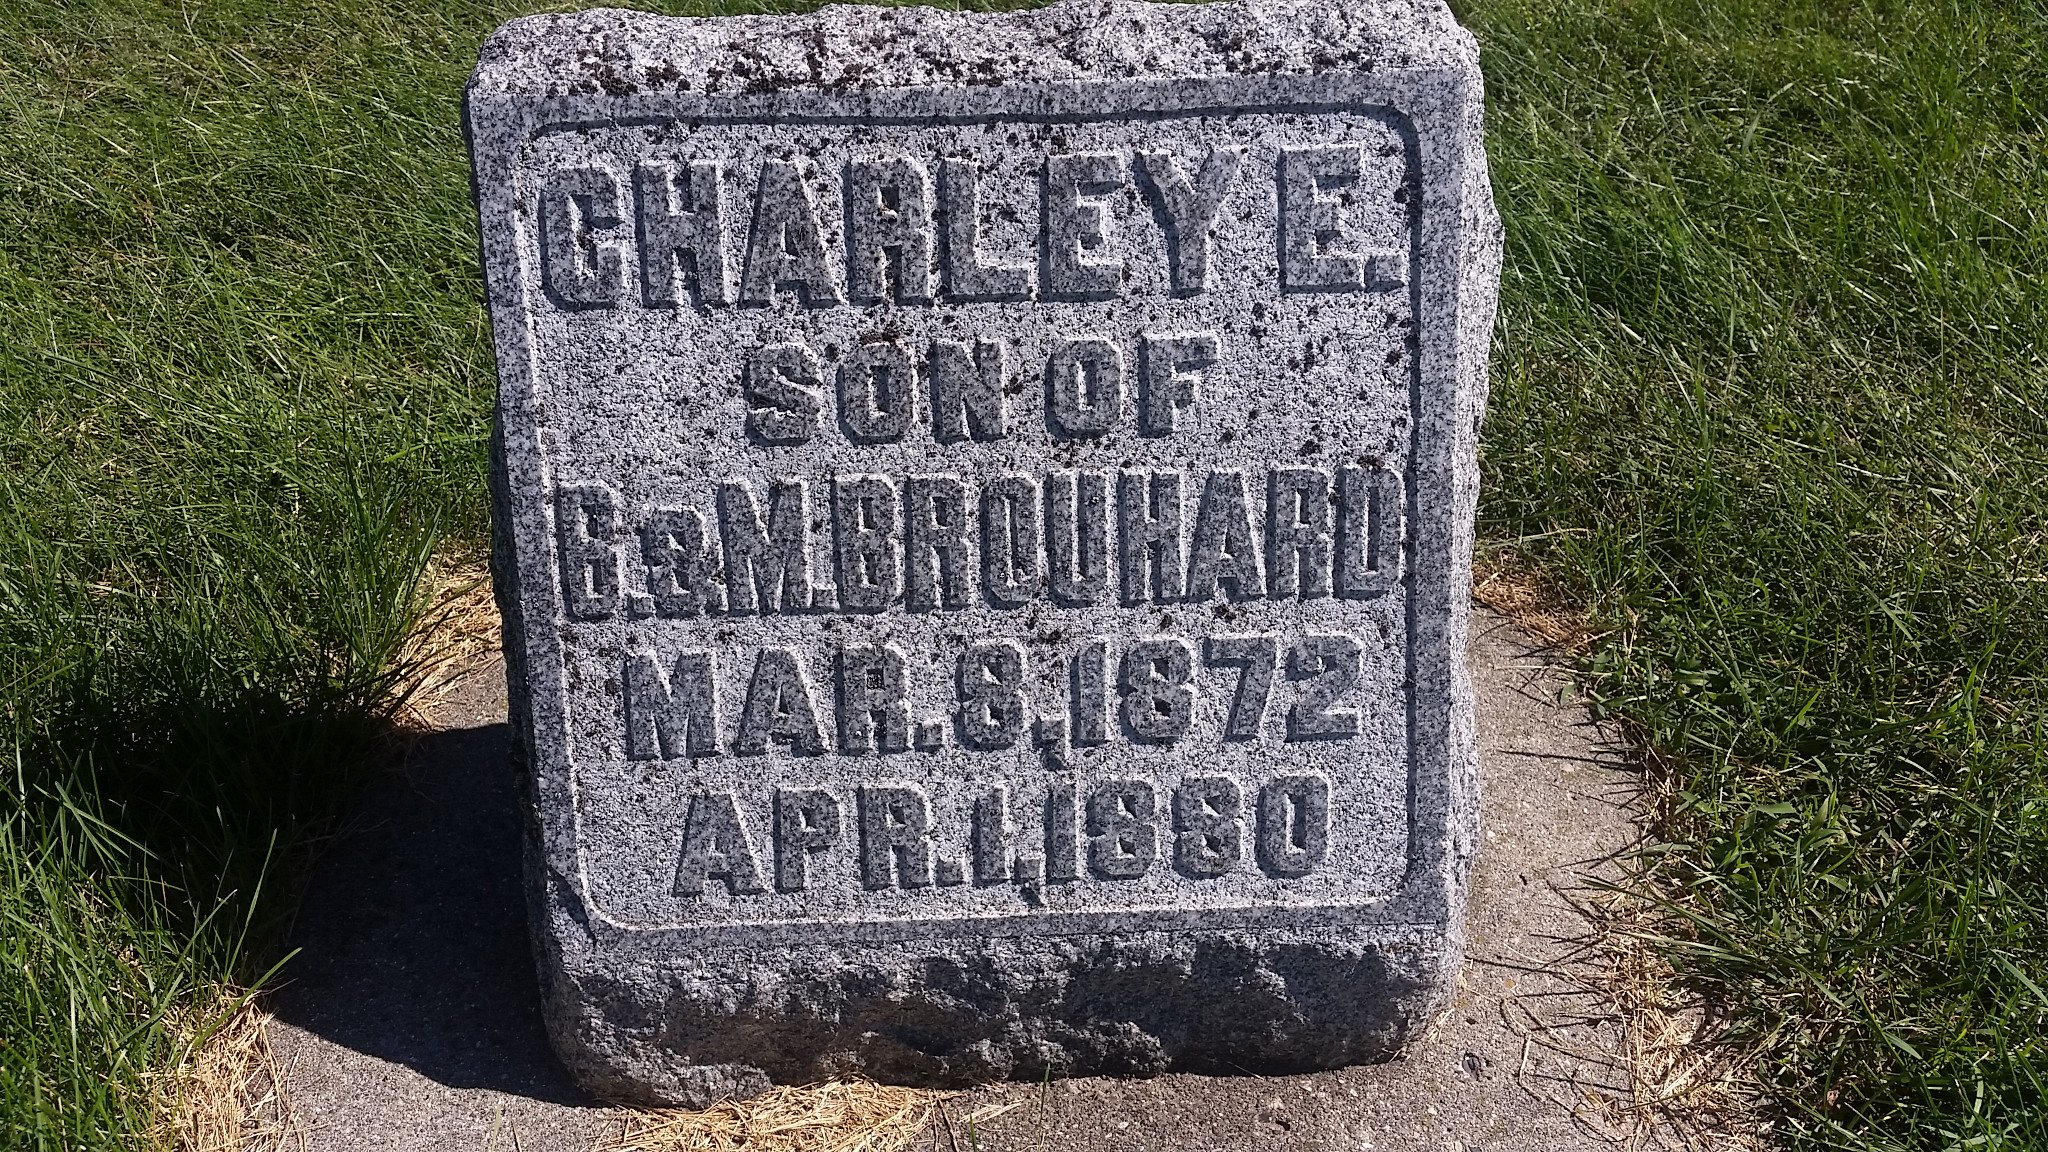 CHARLEY E.
SON OF
C. & M. BROUHARD
MAR. 8, 1872
APR. 1, 1880